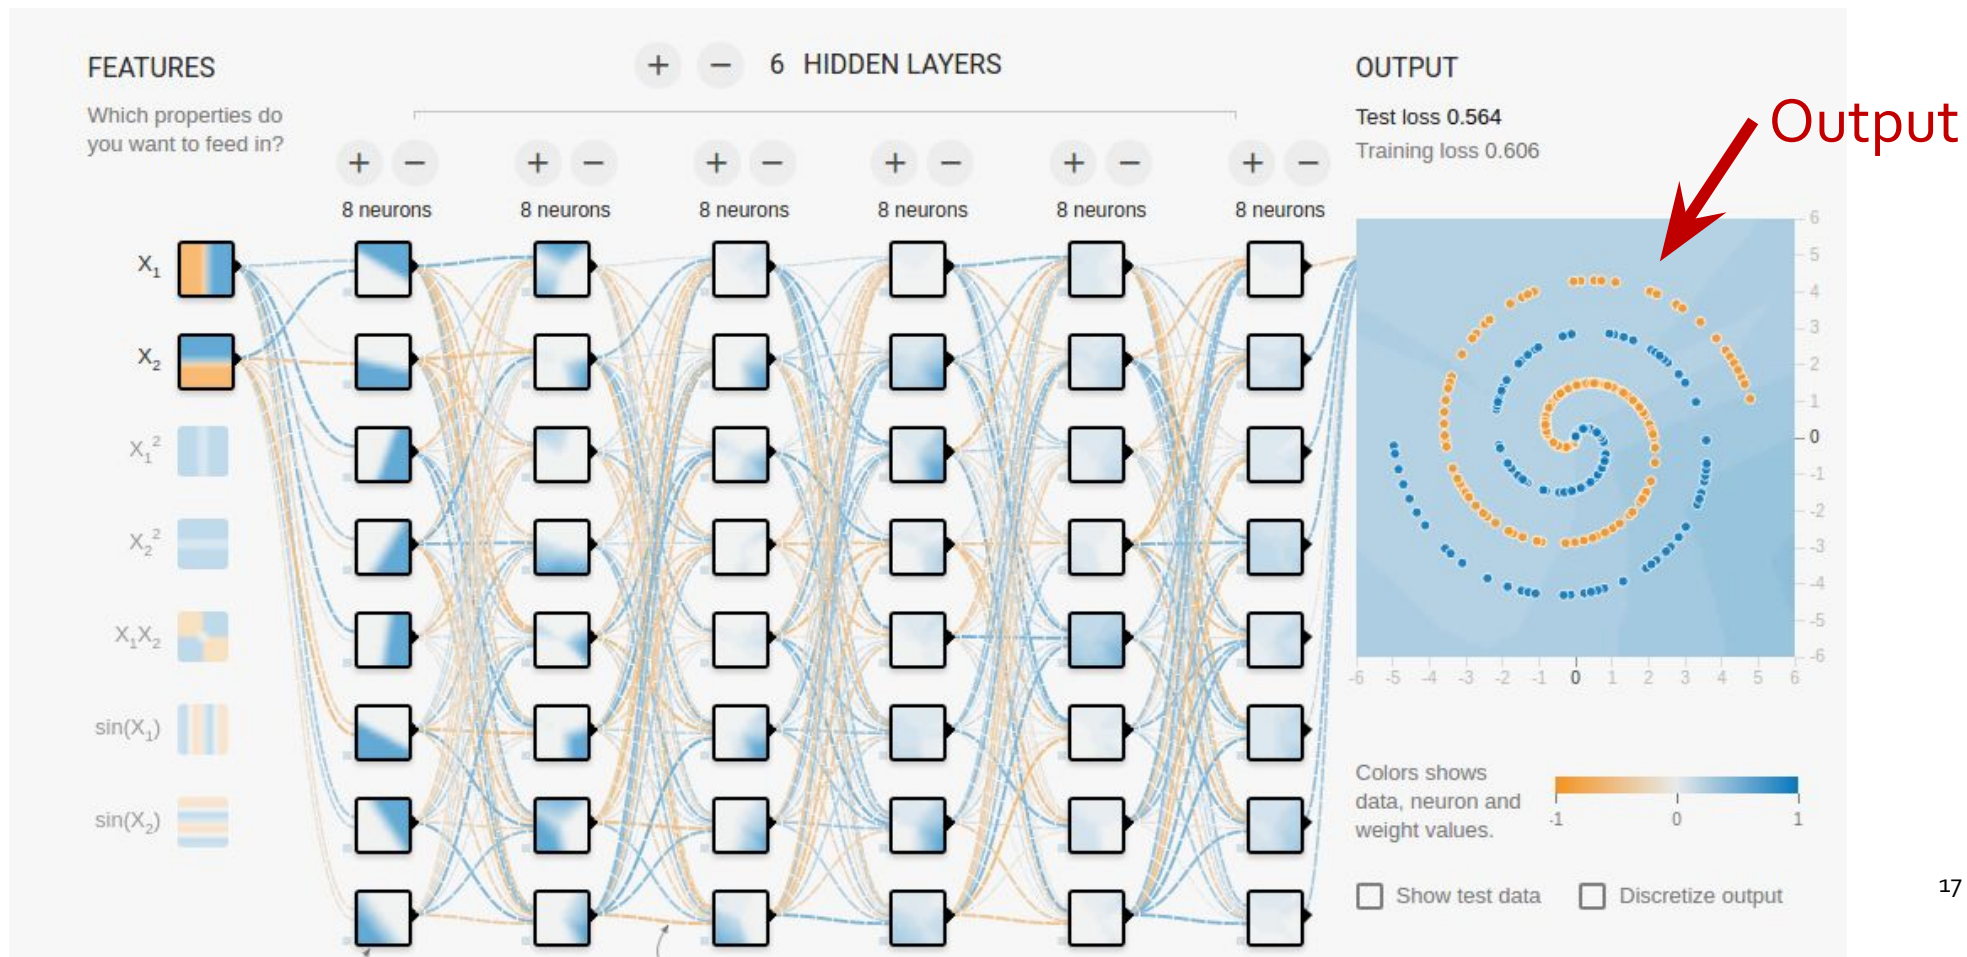 FEATURES
Which properties do
you want to feed in?
+ − 6 HIDDEN LAYERS
+ − + − + − + − + − + −
8 neurons 8 neurons 8 neurons 8 neurons 8 neurons 8 neurons
X1
X2
X1²
X2²
X1X2
sin(X1)
sin(X2)
OUTPUT
Test loss 0.564
Training loss 0.606
Output
6
5
4
3
2
1
0
-1
-2
-3
-4
-5
-6
-6 -5 -4 -3 -2 -1 0 1 2 3 4 5 6
Colors shows
data, neuron and
weight values.
-1 0 1
Show test data Discretize output
17